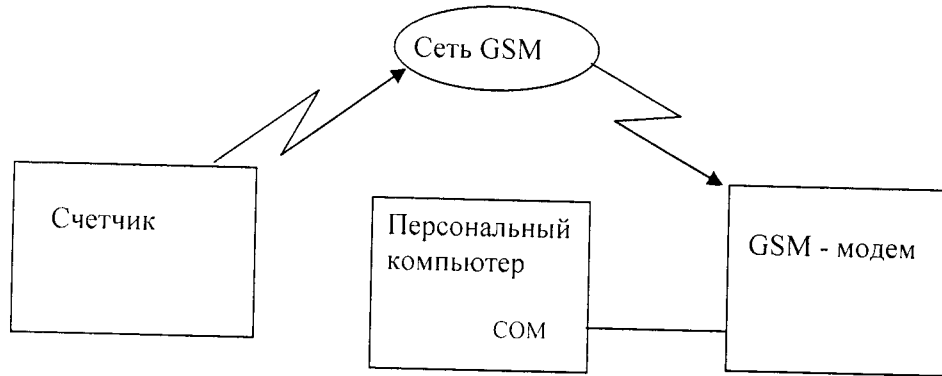 Сеть GSM
Счетчик
Персональный
компьютер
COM
GSM - модем